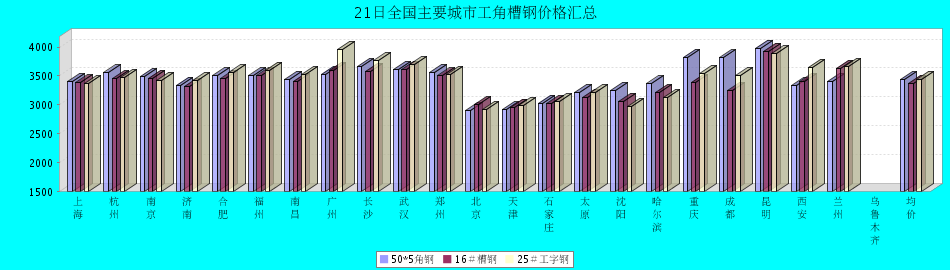 21日全国主要城市工角槽钢价格汇总
4000
3500
3000
2500
2000
1500
上海
杭州
南京
济南
合肥
福州
南昌
广州
长沙
武汉
郑州
北京
天津
石家庄
太原
沈阳
哈尔滨
重庆
成都
昆明
西安
兰州
乌鲁木齐
均价
50*5角钢
16#槽钢
25#工字钢